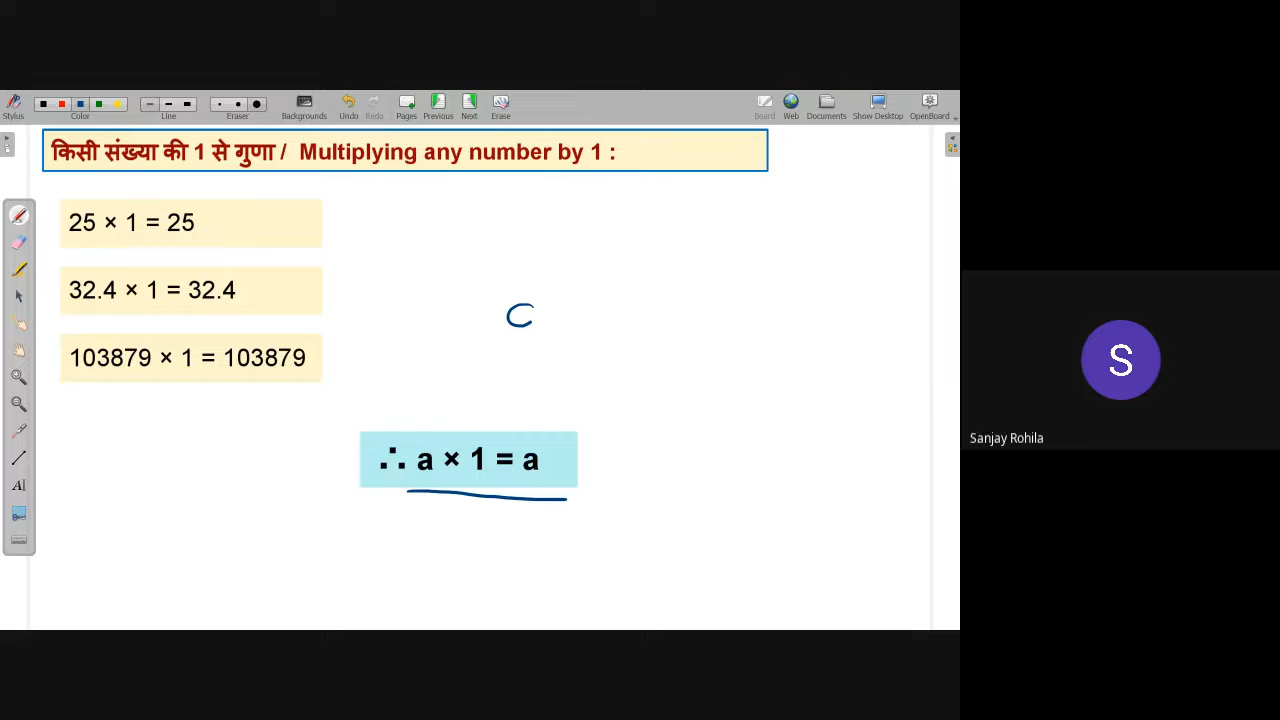 Stylus
Color
Line
Eraser
Backgrounds
Undo
Redo
Pages
Previous
Next
Erase
Board
Web
Documents
Show Desktop
OpenBoard
किसी संख्या की 1 से गुणा / Multiplying any number by 1 :
25 × 1 = 25
32.4 × 1 = 32.4
103879 × 1 = 103879
C
∴ a × 1 = a
S
Sanjay Rohila